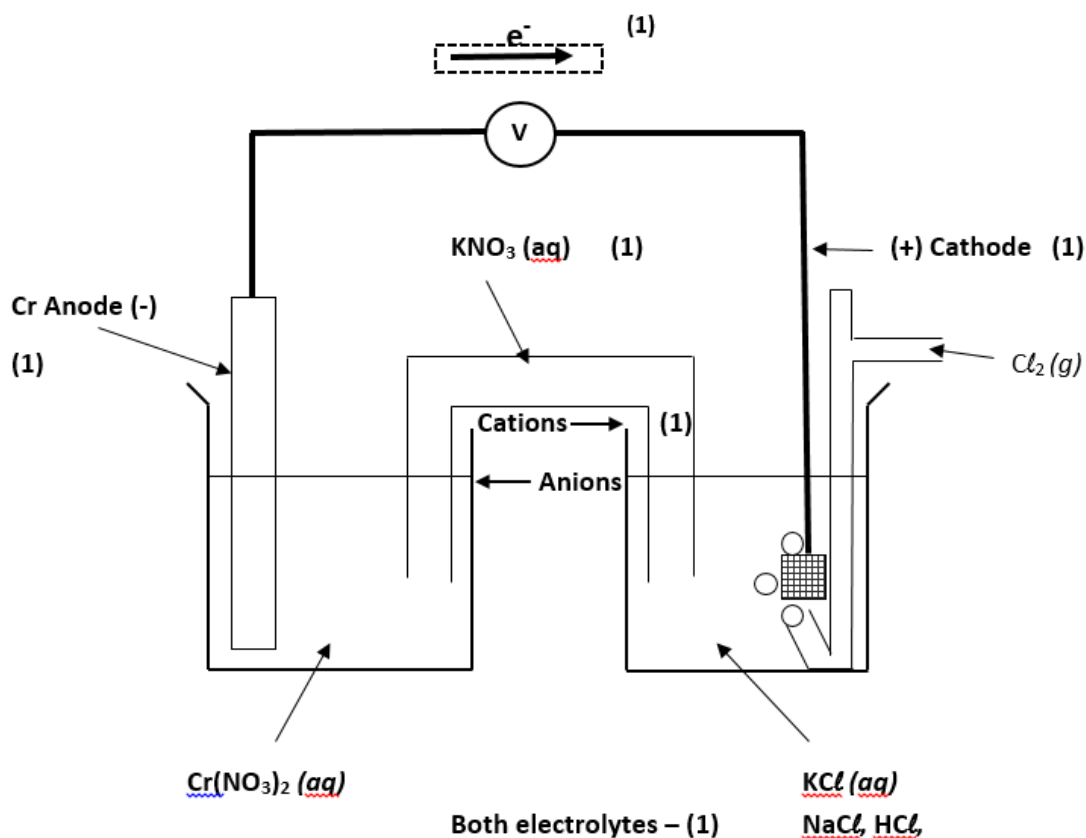 e⁻ (1)
V
KNO₃ (aq) (1)
(+) Cathode (1)
Cr Anode (-)
(1)
Cℓ₂ (g)
Cations (1)
Anions
Cr(NO₃)₂ (aq)
KCℓ (aq)
Both electrolytes – (1)
NaCℓ, HCℓ,